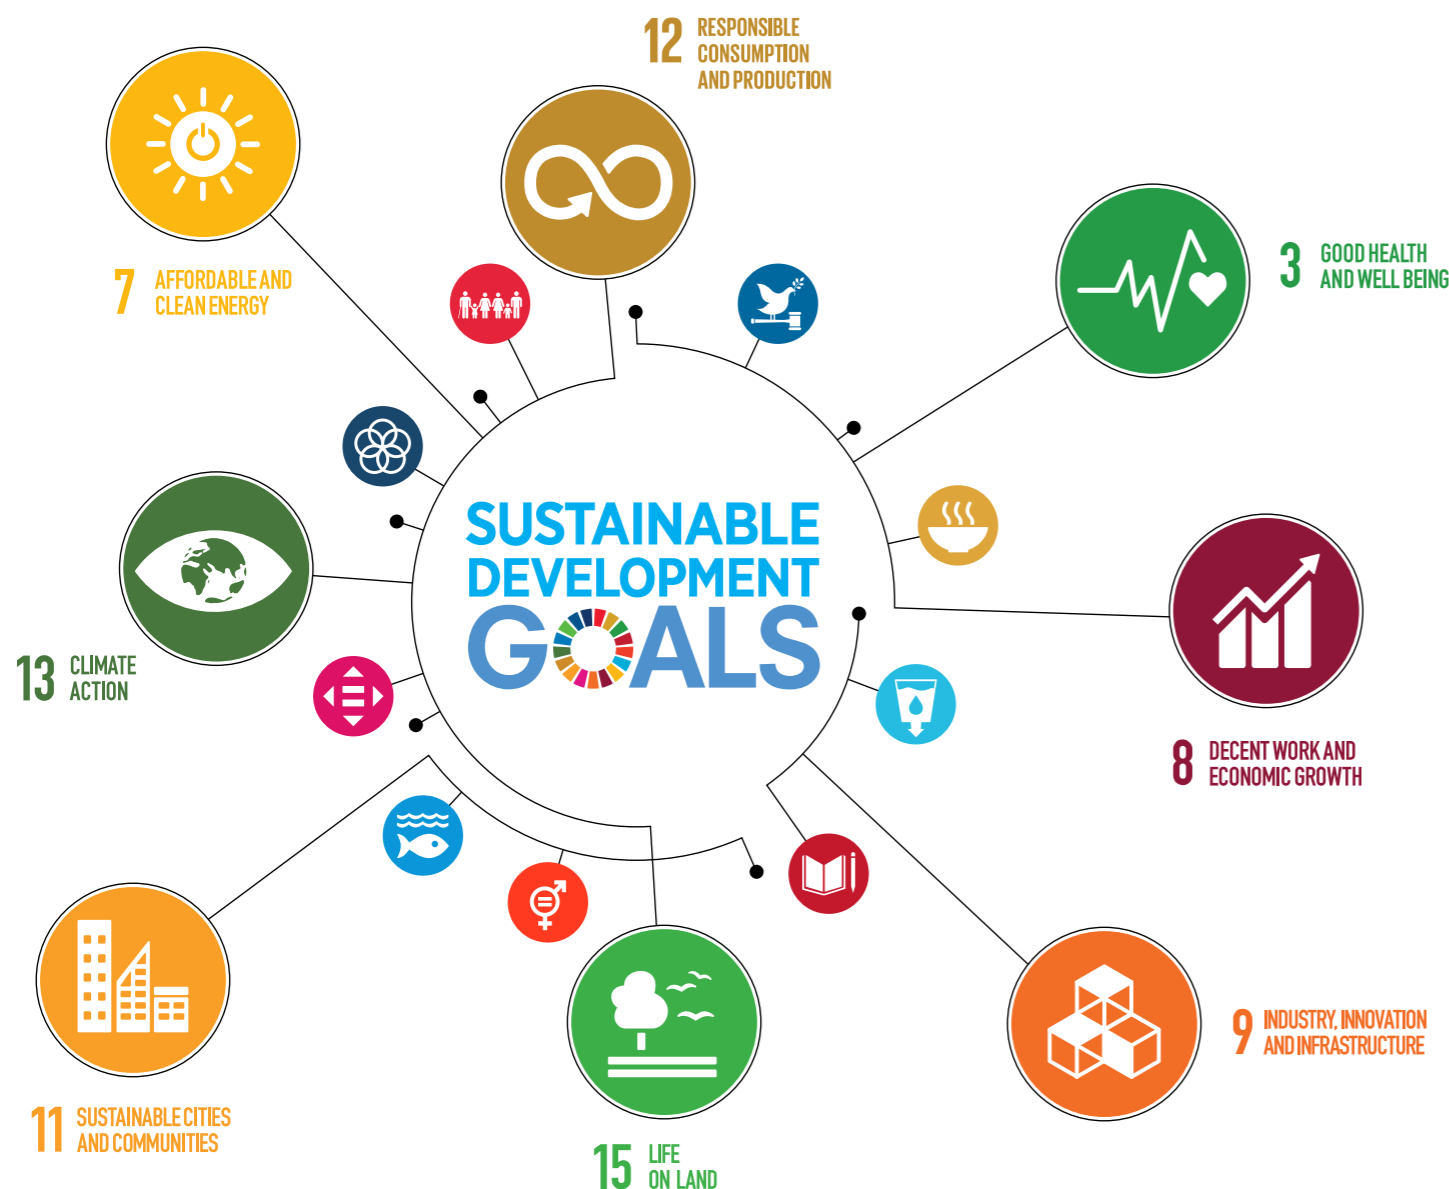 12
RESPONSIBLE
CONSUMPTION
AND PRODUCTION
7
AFFORDABLE AND
CLEAN ENERGY
3
GOOD HEALTH
AND WELL BEING
SUSTAINABLE
DEVELOPMENT
GOALS
13
CLIMATE
ACTION
8
DECENT WORK AND
ECONOMIC GROWTH
9
INDUSTRY, INNOVATION
AND INFRASTRUCTURE
11
SUSTAINABLE CITIES
AND COMMUNITIES
15
LIFE
ON LAND